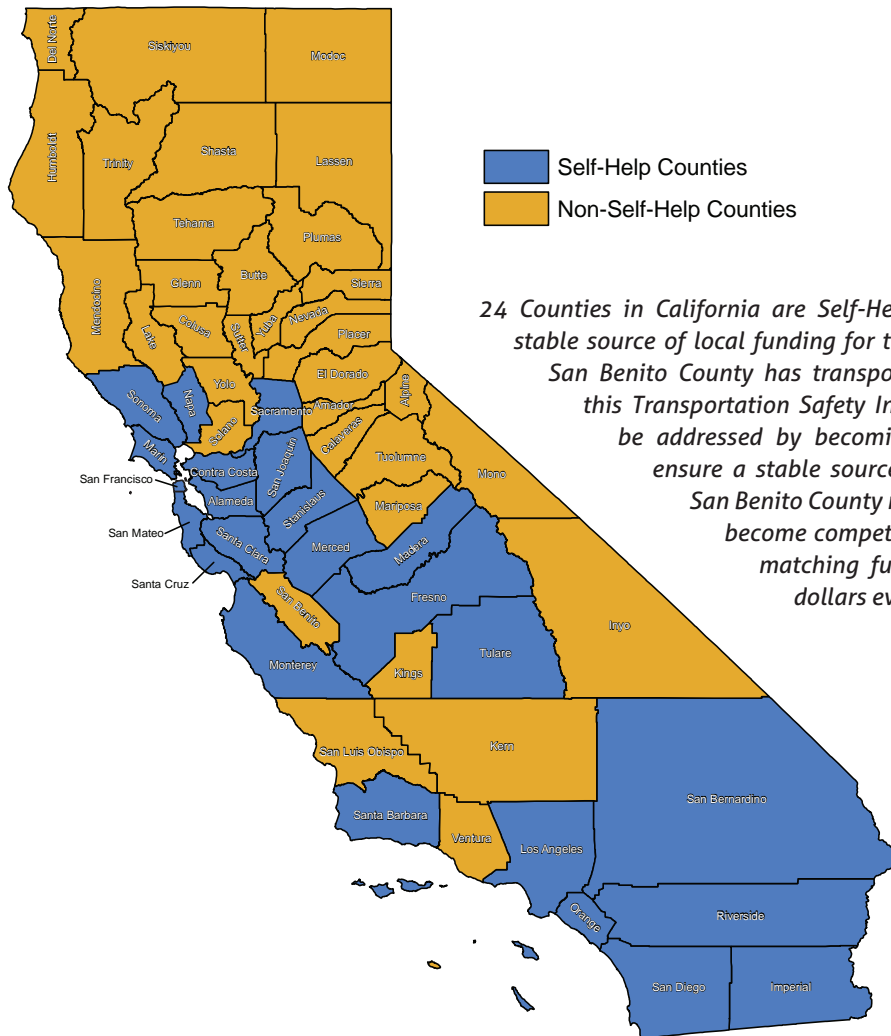 Del Norte
Siskiyou
Modoc
Humboldt
Trinity
Shasta
Lassen
Self-Help Counties
Non-Self-Help Counties
Tehama
Plumas
Mendocino
Glenn
Butte
Sierra
Lake
Colusa
Sutter
Yuba
Nevada
Placer
24 Counties in California are Self-He
stable source of local funding for t
San Benito County has transpo
this Transportation Safety In
be addressed by becomi
ensure a stable source
San Benito County
become compet
matching fu
dollars ev
Yolo
El Dorado
Alpine
Sonoma
Napa
Sacramento
Amador
Solano
Calaveras
Marin
Tuolumne
Mono
San Francisco
Contra Costa
San Joaquin
Alameda
Stanislaus
Mariposa
San Mateo
Santa Clara
Merced
Madera
Santa Cruz
San Benito
Fresno
Inyo
Monterey
Kings
Tulare
San Luis Obispo
Kern
San Bernardino
Santa Barbara
Ventura
Los Angeles
Orange
Riverside
San Diego
Imperial